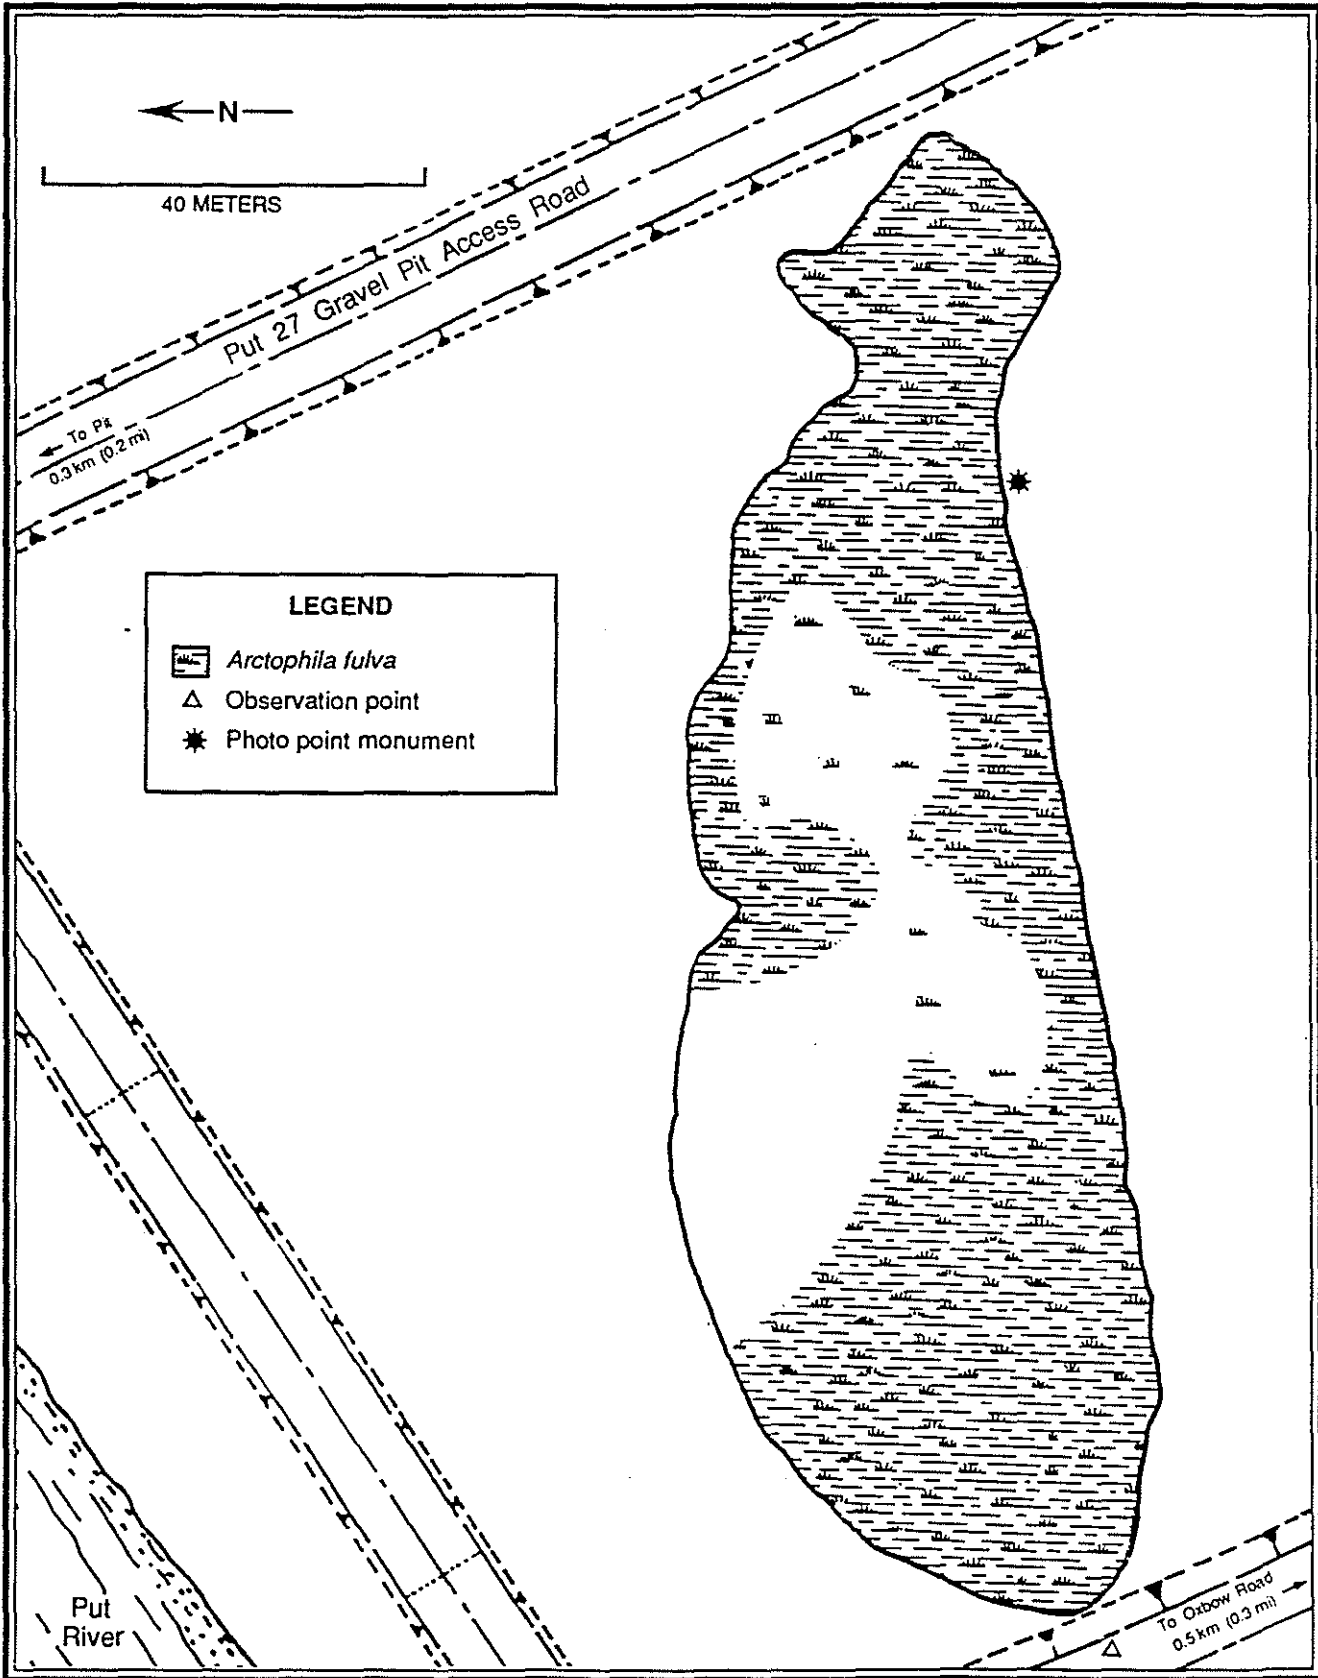 N
40 METERS
Put 27 Gravel Pit Access Road
To Pit
0.3 km (0.2 mi)
LEGEND
Arctophila fulva
Observation point
Photo point monument
Put
River
To Oxbow Road
0.5 km (0.3 mi)